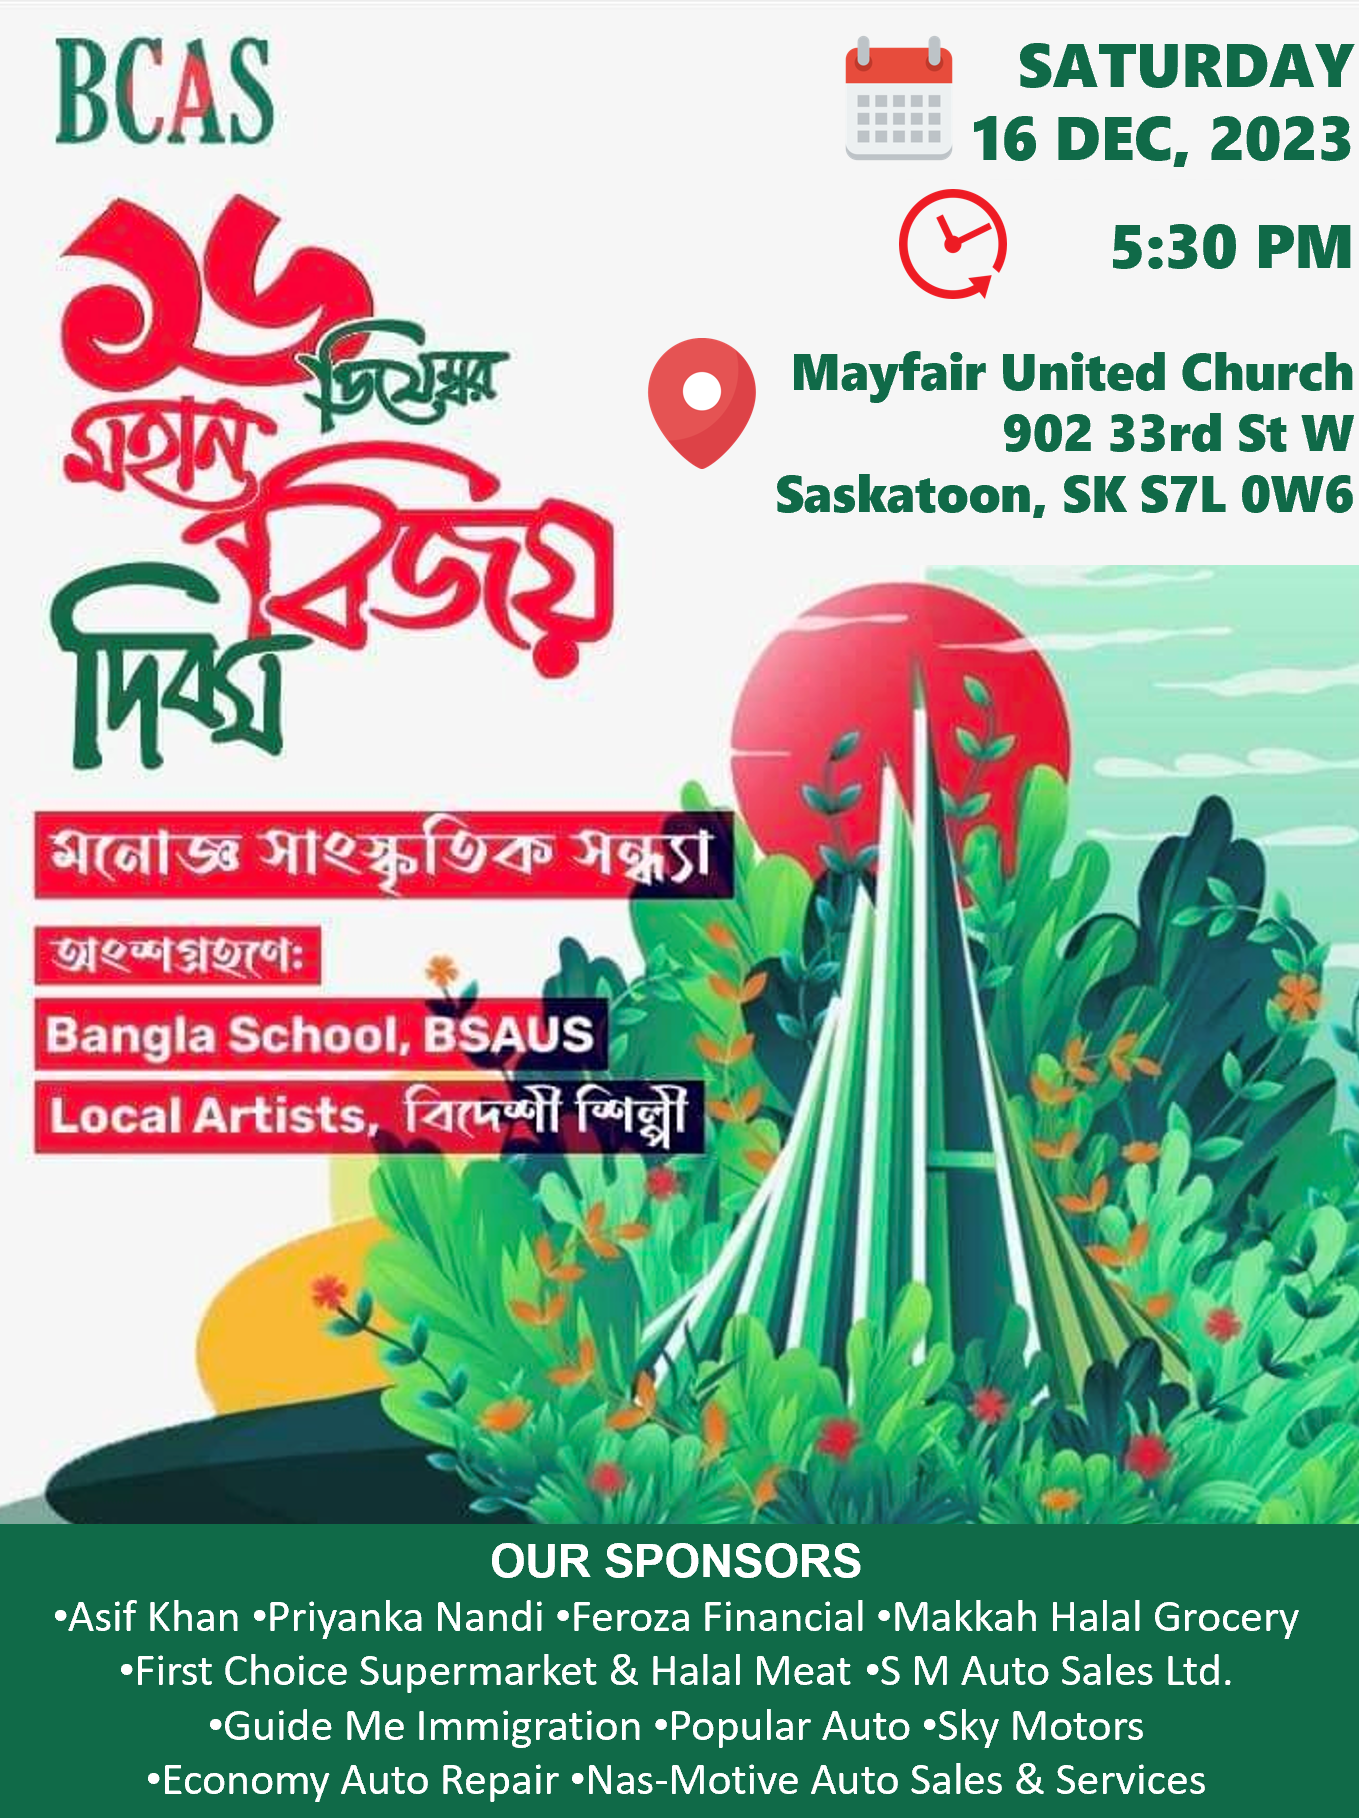 BCAS
SATURDAY
16 DEC, 2023
5:30 PM
Mayfair United Church
902 33rd St W
Saskatoon, SK S7L 0W6
১৬
ডিসেম্বর
মহান
বিজয়
দিবস
মনোজ্ঞ সাংস্কৃতিক সন্ধ্যা
অংশগ্রহণে:
Bangla School, BSAUS
Local Artists, বিদেশী শিল্পী
OUR SPONSORS
•Asif Khan •Priyanka Nandi •Feroza Financial •Makkah Halal Grocery
•First Choice Supermarket & Halal Meat •S M Auto Sales Ltd.
•Guide Me Immigration •Popular Auto •Sky Motors
•Economy Auto Repair •Nas-Motive Auto Sales & Services